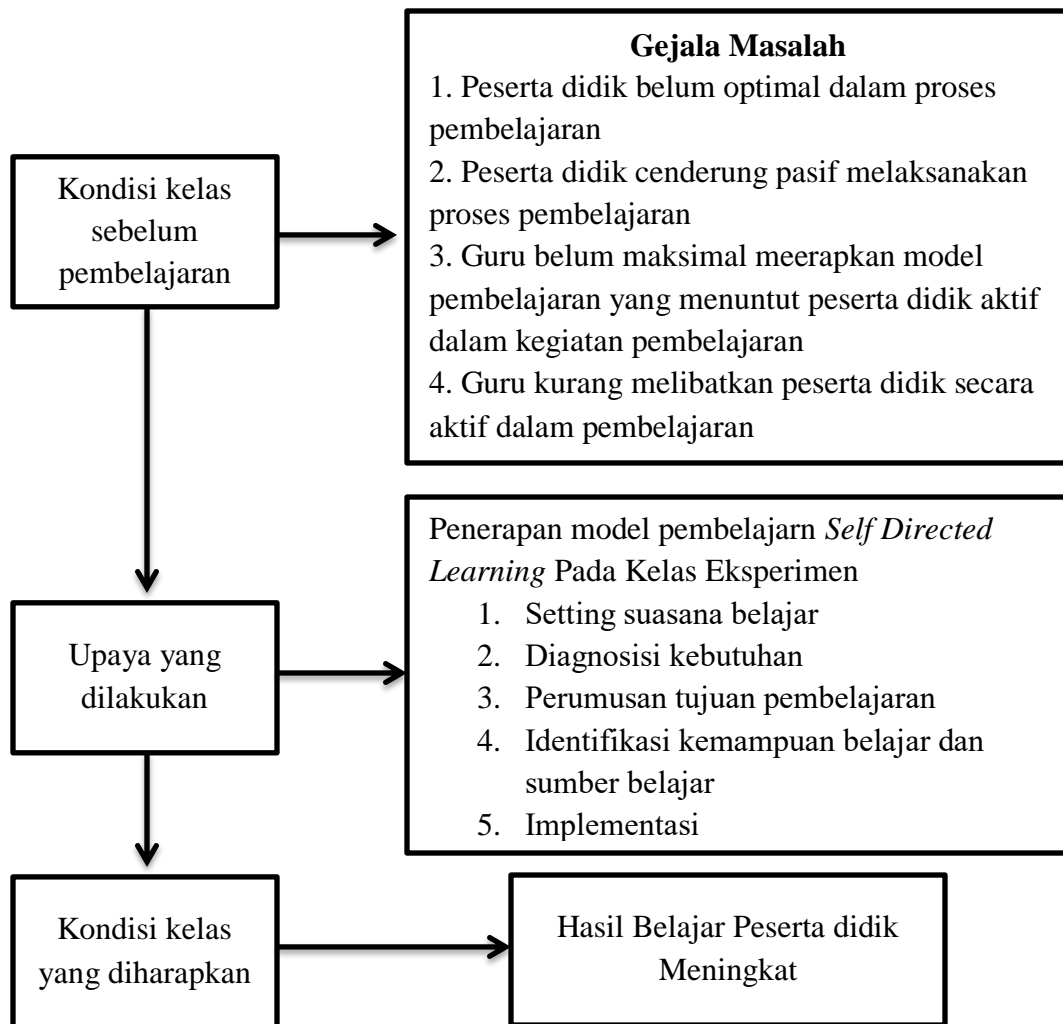 Gejala Masalah
1. Peserta didik belum optimal dalam proses
pembelajaran
2. Peserta didik cenderung pasif melaksanakan
proses pembelajaran
3. Guru belum maksimal meerapkan model
pembelajaran yang menuntut peserta didik aktif
dalam kegiatan pembelajaran
4. Guru kurang melibatkan peserta didik secara
aktif dalam pembelajaran
Kondisi kelas
sebelum
pembelajaran
Penerapan model pembelajarn Self Directed
Learning Pada Kelas Eksperimen
1. Setting suasana belajar
2. Diagnosisi kebutuhan
3. Perumusan tujuan pembelajaran
4. Identifikasi kemampuan belajar dan
sumber belajar
5. Implementasi
Upaya yang
dilakukan
Kondisi kelas
yang diharapkan
Hasil Belajar Peserta didik
Meningkat